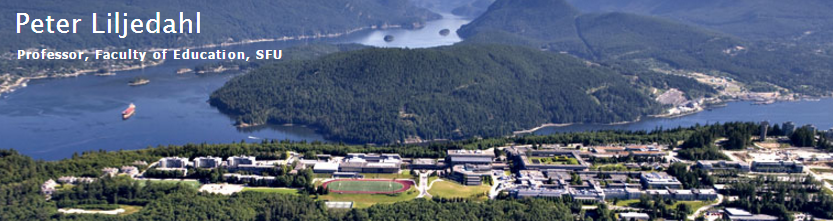 Peter Liljedahl
Professor, Faculty of Education, SFU